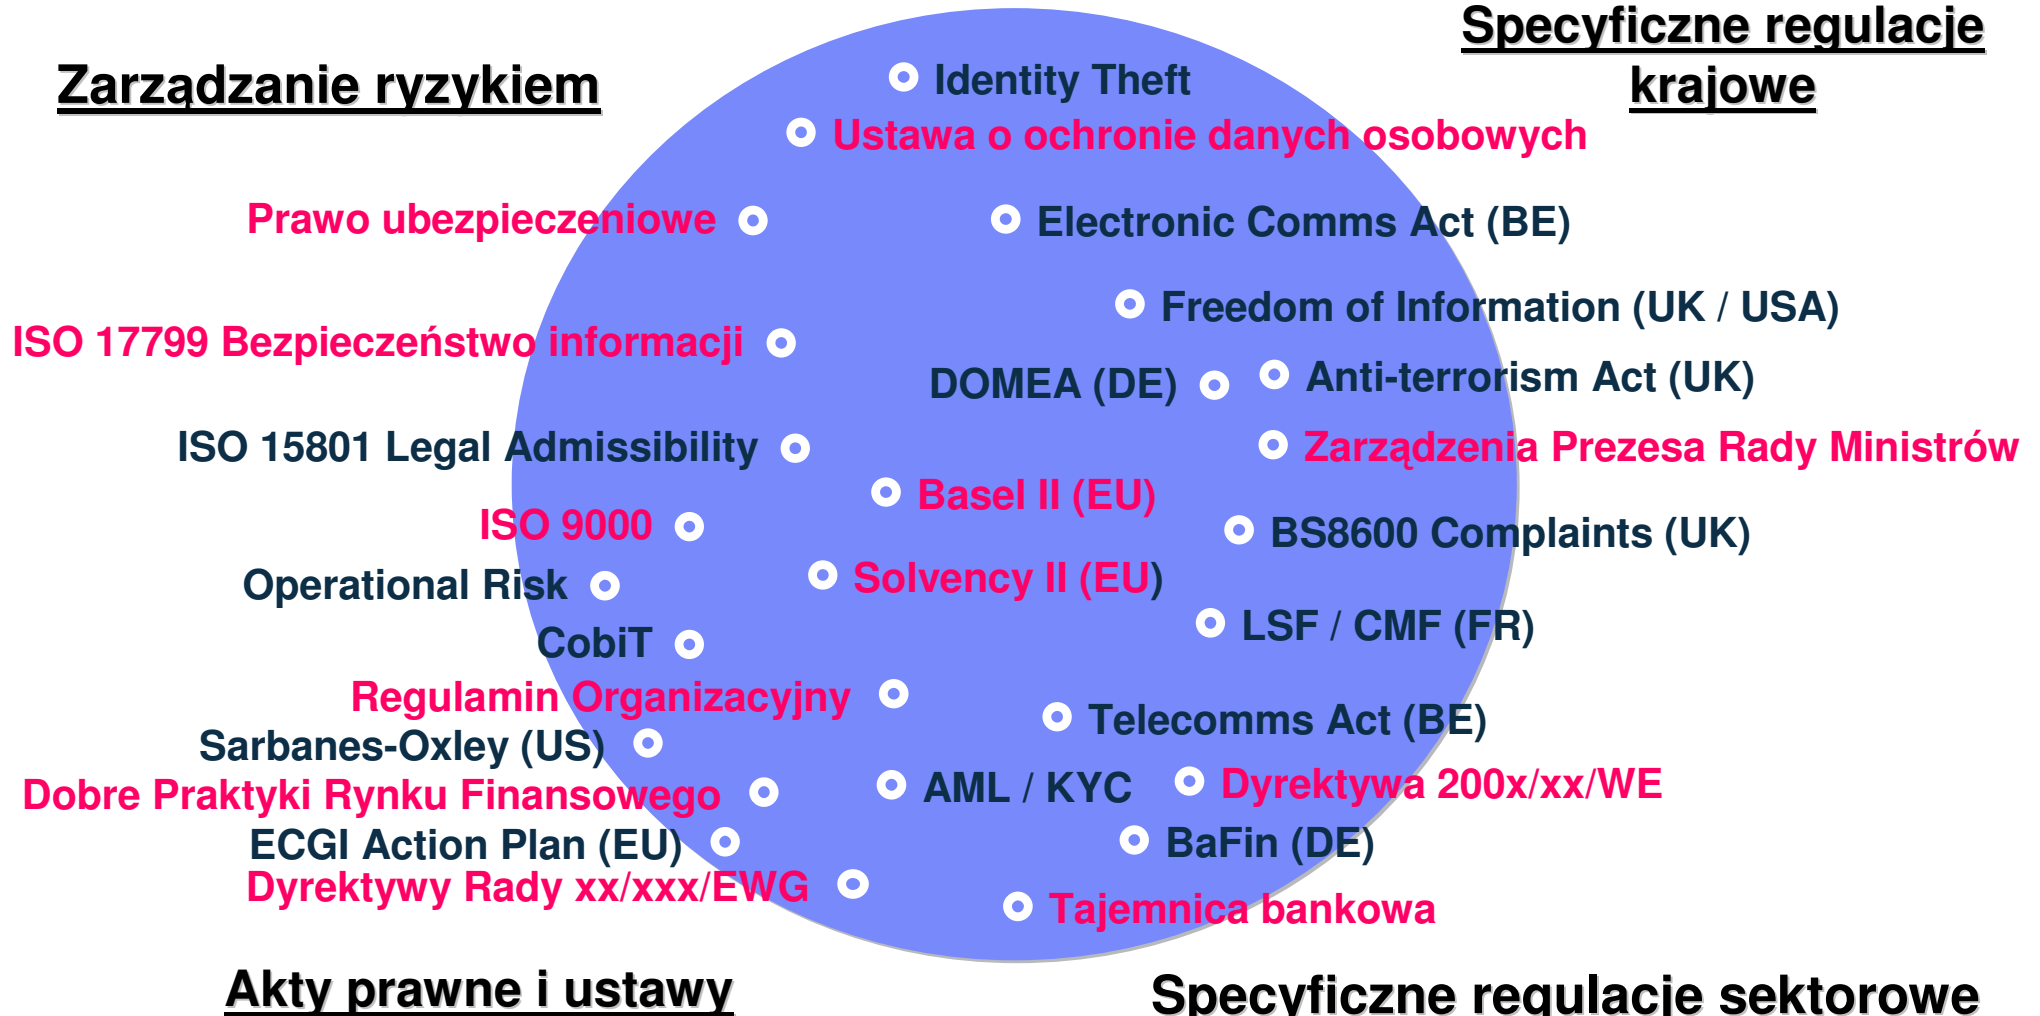 Specyficzne regulacje
krajowe
Zarządzanie ryzykiem
Identity Theft
Ustawa o ochronie danych osobowych
Prawo ubezpieczeniowe
Electronic Comms Act (BE)
Freedom of Information (UK / USA)
ISO 17799 Bezpieczeństwo informacji
DOMEA (DE)
Anti-terrorism Act (UK)
ISO 15801 Legal Admissibility
Zarządzenia Prezesa Rady Ministrów
Basel II (EU)
ISO 9000
BS8600 Complaints (UK)
Operational Risk
Solvency II (EU)
LSF / CMF (FR)
CobiT
Regulamin Organizacyjny
Telecomms Act (BE)
Sarbanes-Oxley (US)
Dobre Praktyki Rynku Finansowego
AML / KYC
Dyrektywa 200x/xx/WE
ECGI Action Plan (EU)
BaFin (DE)
Dyrektywy Rady xx/xxx/EWG
Tajemnica bankowa
Akty prawne i ustawy
Specyficzne regulacje sektorowe